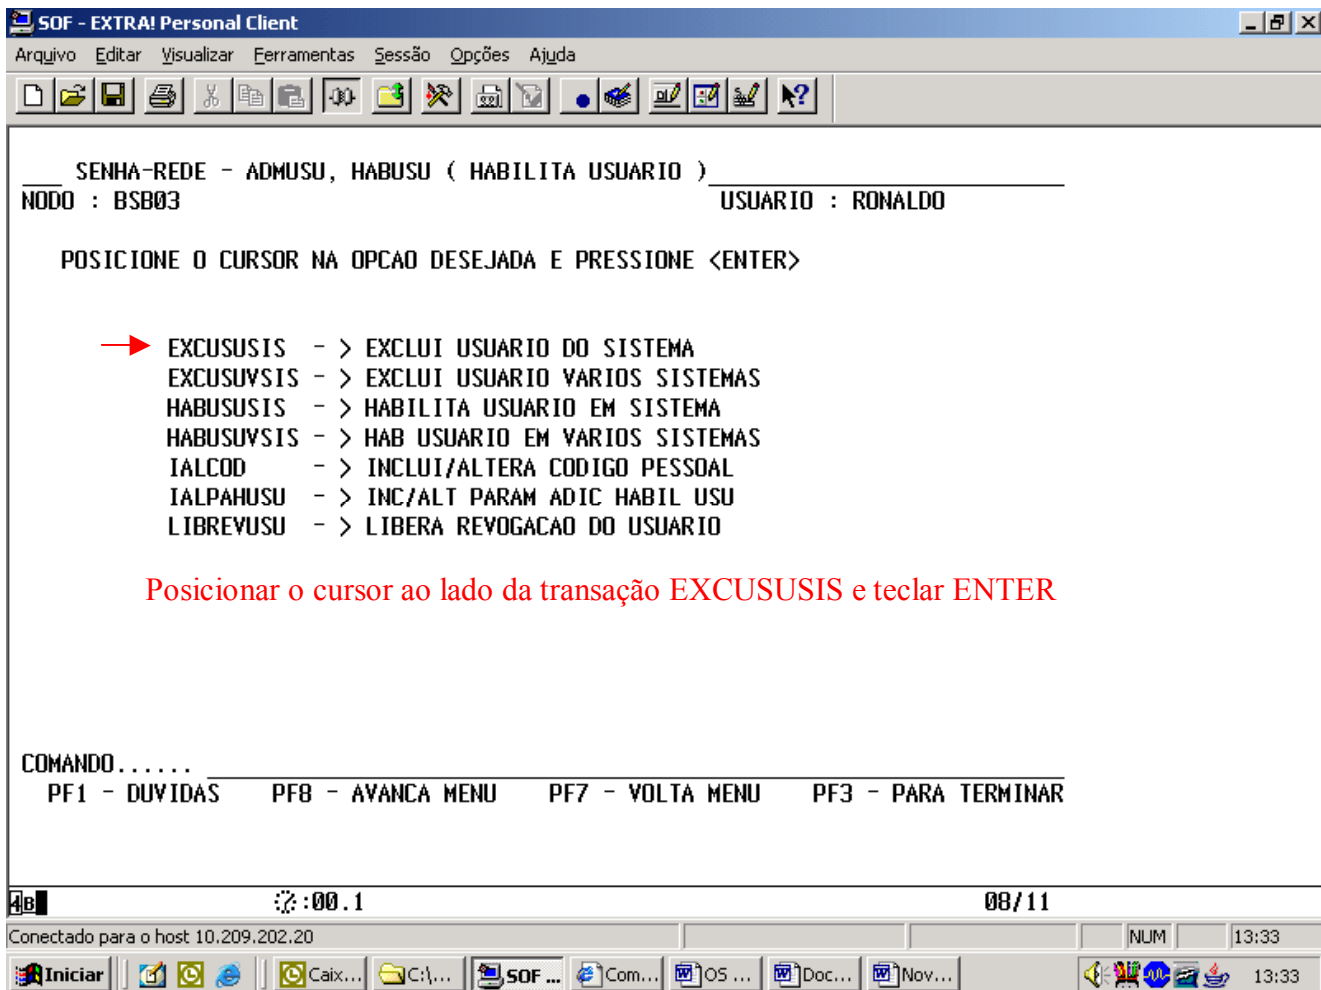 SOF - EXTRA! Personal Client
Arquivo Editar Visualizar Ferramentas Sessão Opções Ajuda
SENHA-REDE - ADMUSU, HABUSU ( HABILITA USUARIO )
NODO : BSB03 USUARIO : RONALDO
POSICIONE O CURSOR NA OPCAO DESEJADA E PRESSIONE <ENTER>
EXCUSUSIS - > EXCLUI USUARIO DO SISTEMA
EXCUSUVSIS - > EXCLUI USUARIO VARIOS SISTEMAS
HABUSUSIS - > HABILITA USUARIO EM SISTEMA
HABUSUVSIS - > HAB USUARIO EM VARIOS SISTEMAS
IALCOD - > INCLUI/ALTERA CODIGO PESSOAL
IALPAHUSU - > INC/ALT PARAM ADIC HABIL USU
LIBREVUSU - > LIBERA REVOGACAO DO USUARIO
Posicionar o cursor ao lado da transação EXCUSUSIS e teclar ENTER
COMANDO......
PF1 - DUVIDAS PF8 - AVANCA MENU PF7 - VOLTA MENU PF3 - PARA TERMINAR
4B :00.1 08/11
Conectado para o host 10.209.202.20 NUM 13:33
Iniciar Caix... C:\... SOF ... Com... OS ... Doc... Nov... 13:33